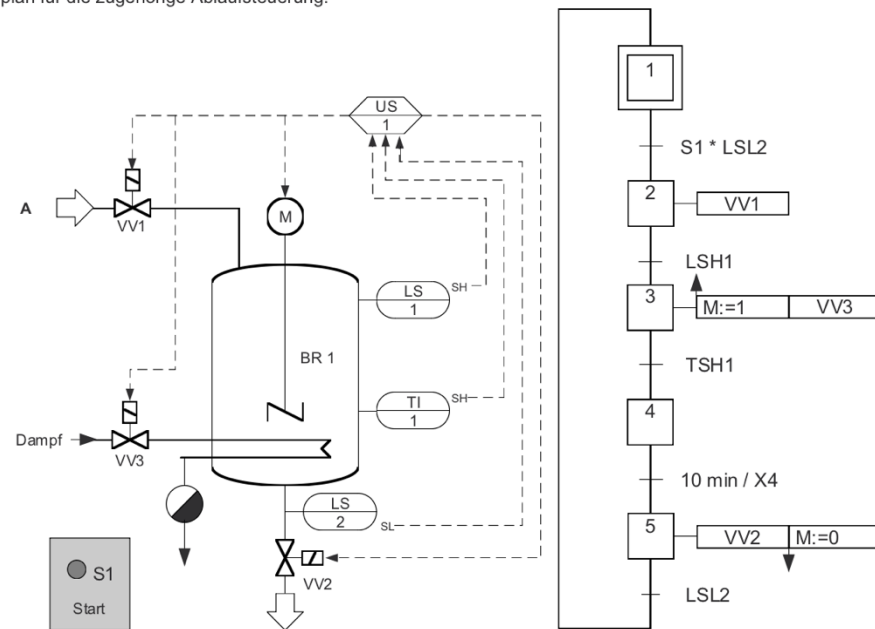 plan für die zugehörige Ablaufsteuerung.
US
1
A
VV1
M
LS
1
SH
BR 1
TI
1
SH
Dampf
VV3
LS
2
SL
VV2
S1
Start
1
S1 * LSL2
2
VV1
LSH1
3
M:=1
VV3
TSH1
4
10 min / X4
5
VV2
M:=0
LSL2